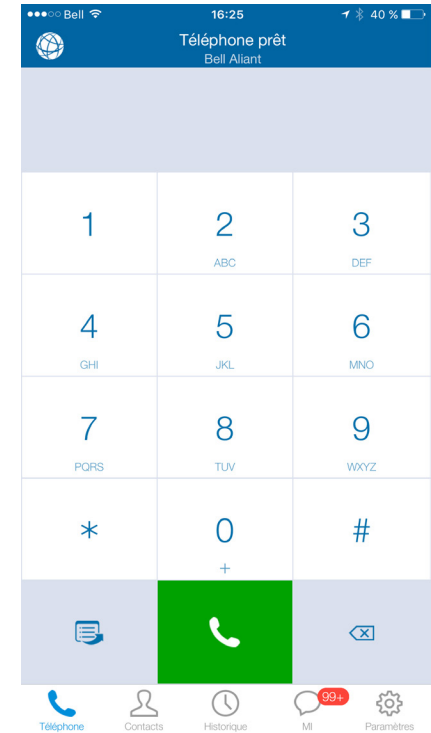 Bell 16:25 40 %
Téléphone prêt
Bell Aliant
1 2 3
ABC DEF
4 5 6
GHI JKL MNO
7 8 9
PQRS TUV WXYZ
* 0 #
+
99+
Téléphone Contacts Historique MI Paramètres